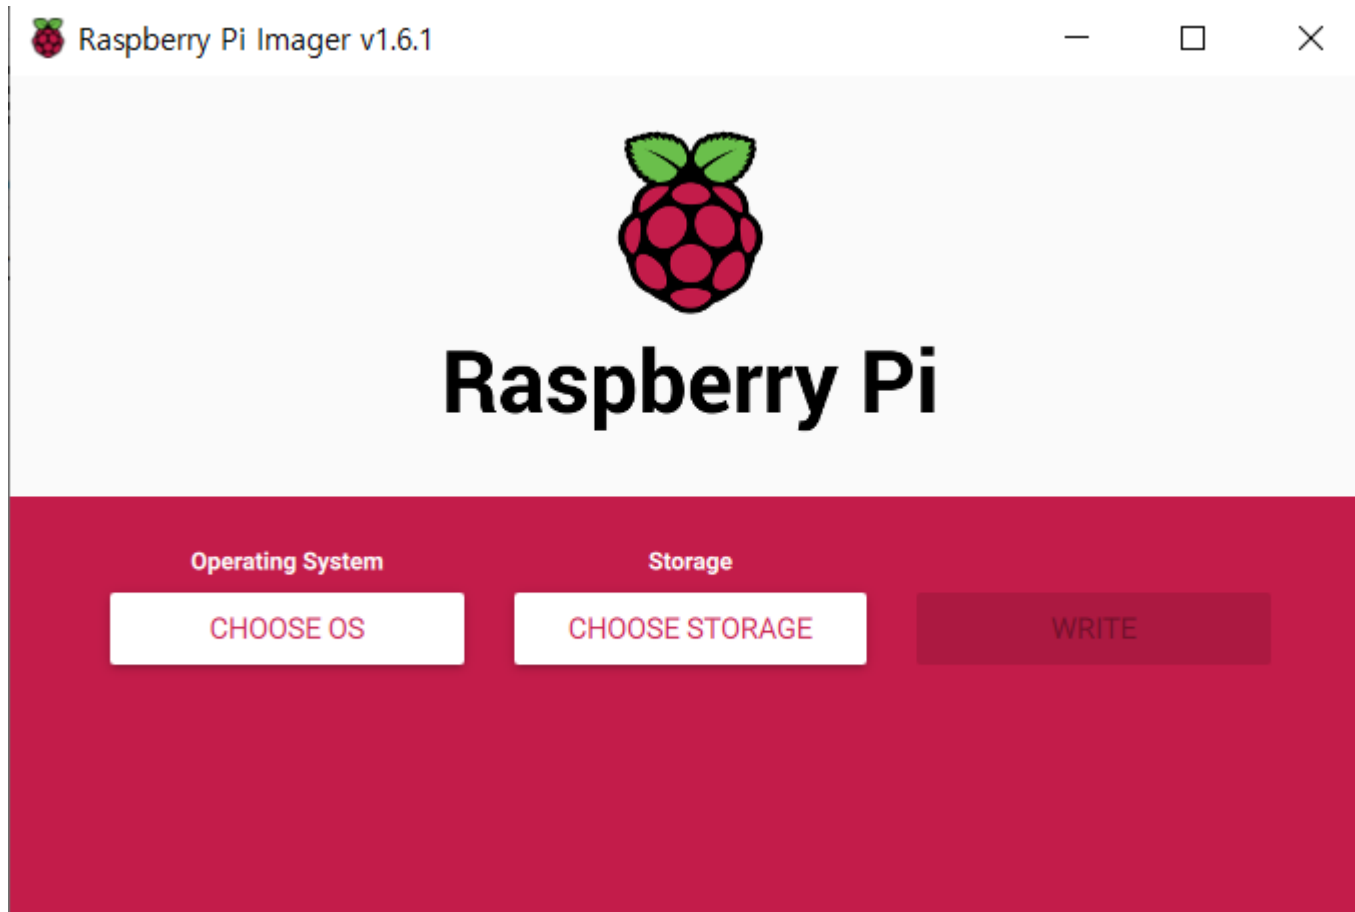 Raspberry Pi Imager v1.6.1
Raspberry Pi
Operating System
Storage
CHOOSE OS
CHOOSE STORAGE
WRITE